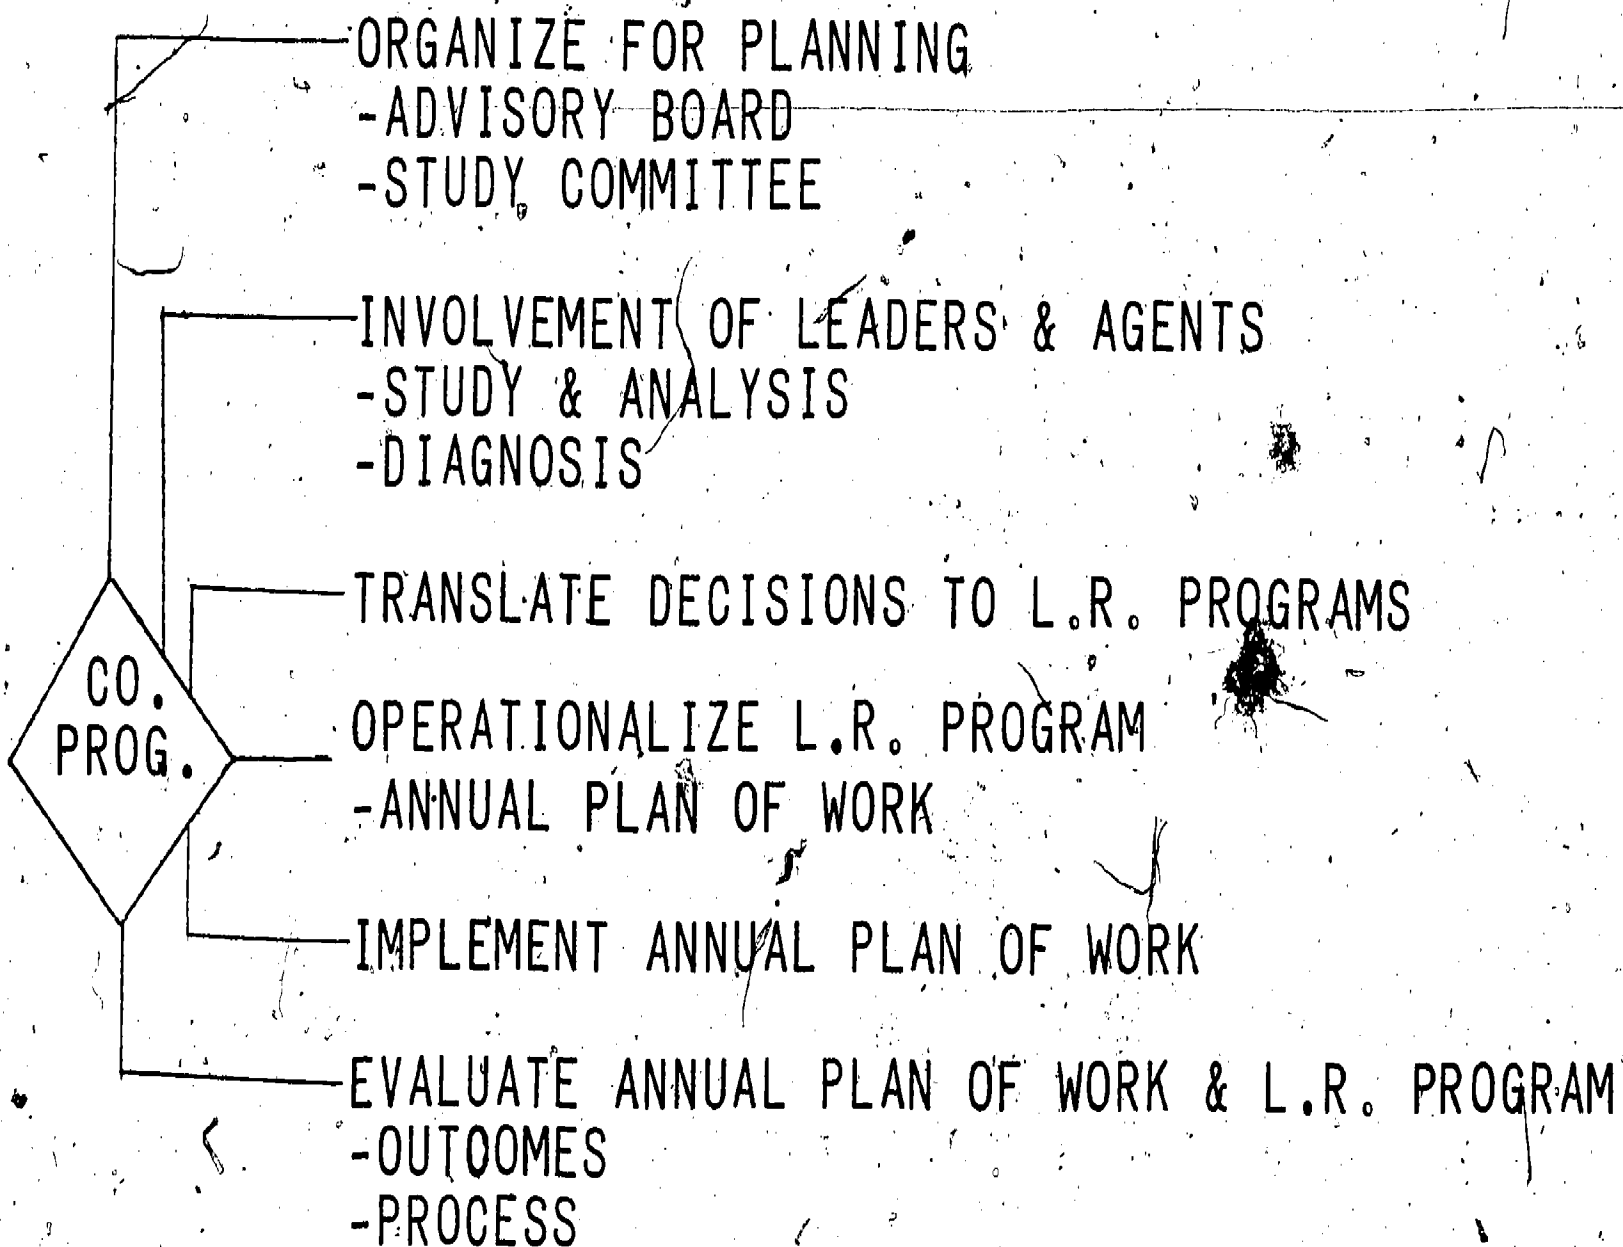 ORGANIZE FOR PLANNING
-ADVISORY BOARD
-STUDY COMMITTEE
INVOLVEMENT OF LEADERS & AGENTS
-STUDY & ANALYSIS
-DIAGNOSIS
TRANSLATE DECISIONS TO L.R. PROGRAMS
CO.
PROG.
OPERATIONALIZE L.R. PROGRAM
-ANNUAL PLAN OF WORK
IMPLEMENT ANNUAL PLAN OF WORK
EVALUATE ANNUAL PLAN OF WORK & L.R. PROGRAM
-OUTCOMES
-PROCESS